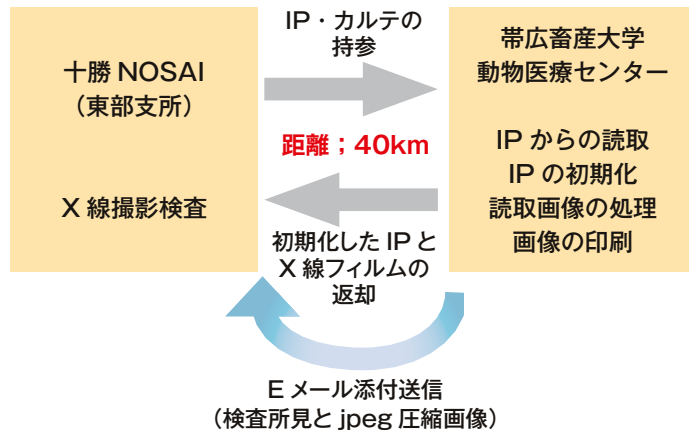 十勝 NOSAI
（東部支所）
X 線撮影検査
IP・カルテの
持参
距離；40km
初期化した IP と
X 線フィルムの
返却
帯広畜産大学
動物医療センター
IP からの読取
IP の初期化
読取画像の処理
画像の印刷
E メール添付送信
（検査所見と jpeg 圧縮画像）